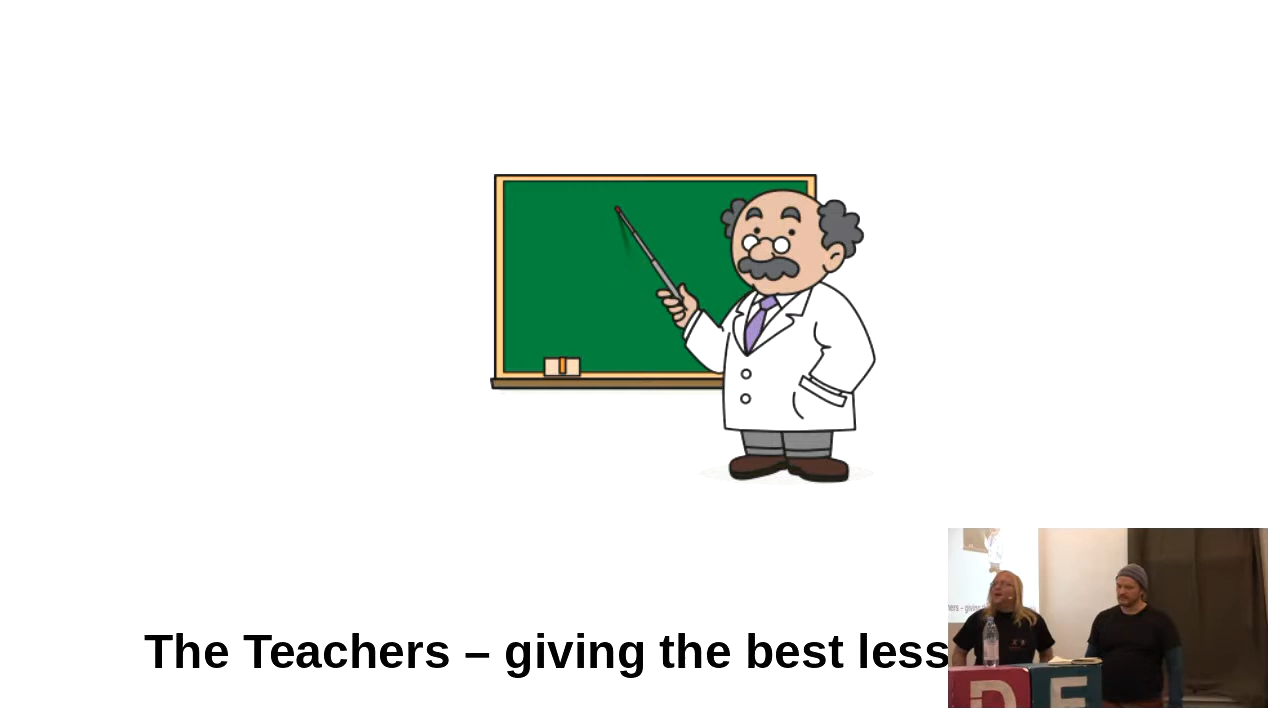 The Teachers – giving the best less
D E